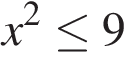 x² ≤ 9